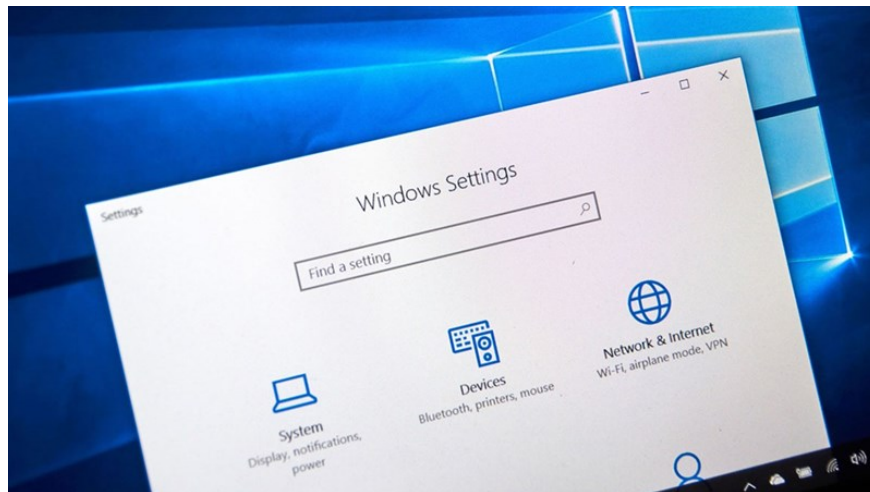 Settings
Windows Settings
Find a setting
System
Display, notifications,
power
Devices
Bluetooth, printers, mouse
Network & Internet
Wi-Fi, airplane mode, VPN